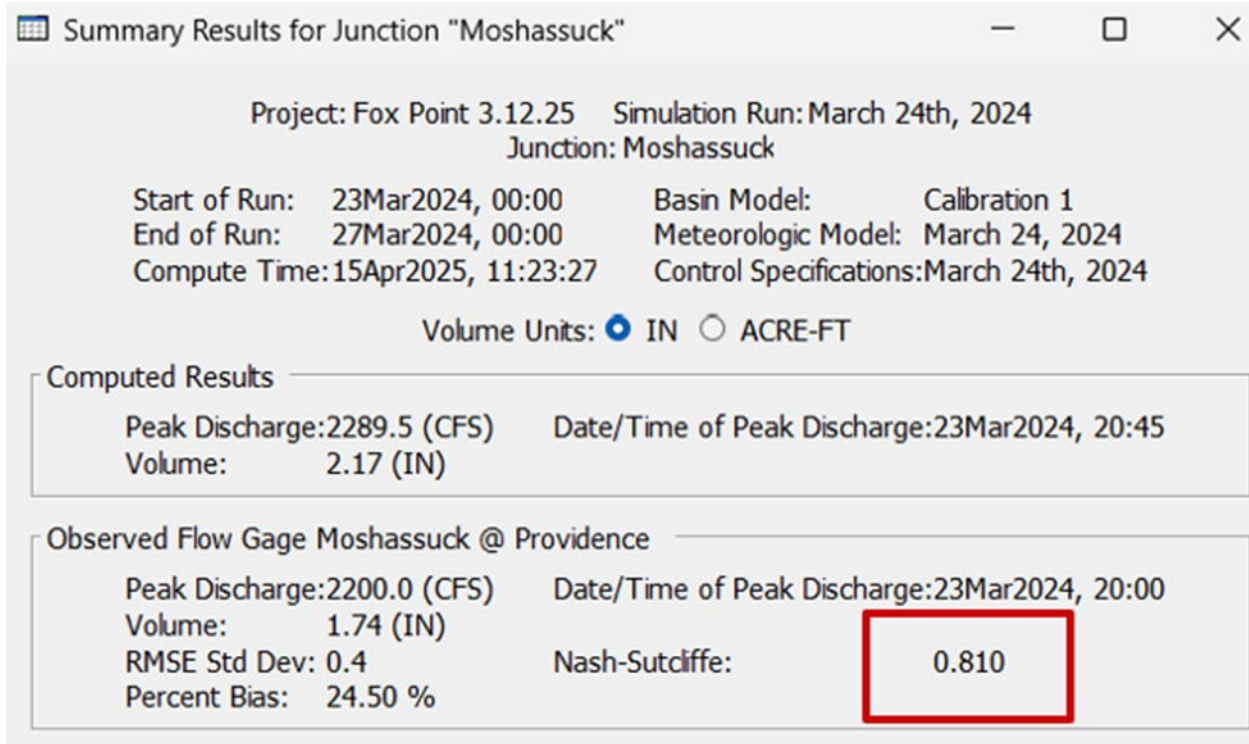 Summary Results for Junction "Moshassuck"
Project: Fox Point 3.12.25 Simulation Run: March 24th, 2024
Junction: Moshassuck
Start of Run: 23Mar2024, 00:00 Basin Model: Calibration 1
End of Run: 27Mar2024, 00:00 Meteorologic Model: March 24, 2024
Compute Time:15Apr2025, 11:23:27 Control Specifications:March 24th, 2024
Volume Units: IN ACRE-FT
Computed Results
Peak Discharge:2289.5 (CFS) Date/Time of Peak Discharge:23Mar2024, 20:45
Volume: 2.17 (IN)
Observed Flow Gage Moshassuck @ Providence
Peak Discharge:2200.0 (CFS) Date/Time of Peak Discharge:23Mar2024, 20:00
Volume: 1.74 (IN)
RMSE Std Dev: 0.4 Nash-Sutcliffe: 0.810
Percent Bias: 24.50 %